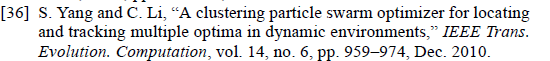 [36] S. Yang and C. Li, “A clustering particle swarm optimizer for locating
and tracking multiple optima in dynamic environments,” IEEE Trans.
Evolution. Computation, vol. 14, no. 6, pp. 959–974, Dec. 2010.